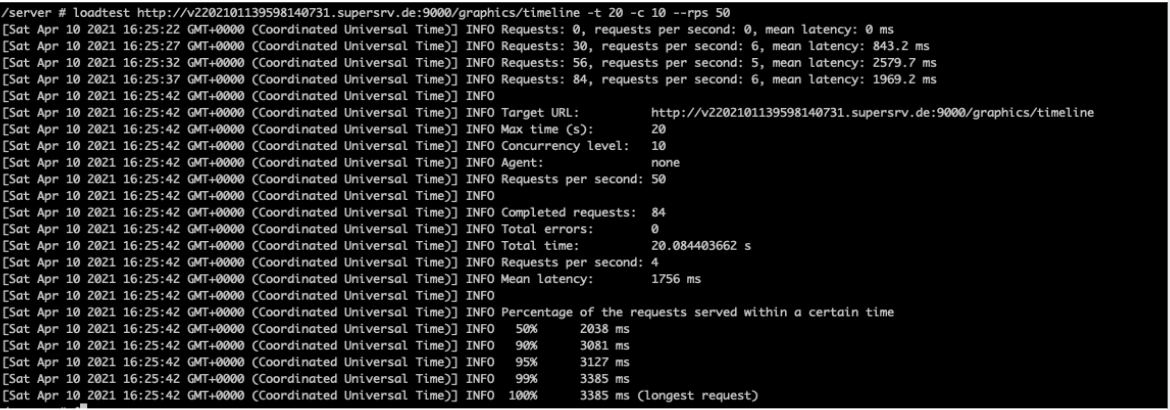 /server # loadtest http://v2202101139598140731.supersrv.de:9000/graphics/timeline -t 20 -c 10 --rps 50
[Sat Apr 10 2021 16:25:22 GMT+0000 (Coordinated Universal Time)] INFO Requests: 0, requests per second: 0, mean latency: 0 ms
[Sat Apr 10 2021 16:25:27 GMT+0000 (Coordinated Universal Time)] INFO Requests: 30, requests per second: 6, mean latency: 843.2 ms
[Sat Apr 10 2021 16:25:32 GMT+0000 (Coordinated Universal Time)] INFO Requests: 56, requests per second: 5, mean latency: 2579.7 ms
[Sat Apr 10 2021 16:25:37 GMT+0000 (Coordinated Universal Time)] INFO Requests: 84, requests per second: 6, mean latency: 1969.2 ms
[Sat Apr 10 2021 16:25:42 GMT+0000 (Coordinated Universal Time)] INFO
[Sat Apr 10 2021 16:25:42 GMT+0000 (Coordinated Universal Time)] INFO Target URL: http://v2202101139598140731.supersrv.de:9000/graphics/timeline
[Sat Apr 10 2021 16:25:42 GMT+0000 (Coordinated Universal Time)] INFO Max time (s): 20
[Sat Apr 10 2021 16:25:42 GMT+0000 (Coordinated Universal Time)] INFO Concurrency level: 10
[Sat Apr 10 2021 16:25:42 GMT+0000 (Coordinated Universal Time)] INFO Agent: none
[Sat Apr 10 2021 16:25:42 GMT+0000 (Coordinated Universal Time)] INFO Requests per second: 50
[Sat Apr 10 2021 16:25:42 GMT+0000 (Coordinated Universal Time)] INFO
[Sat Apr 10 2021 16:25:42 GMT+0000 (Coordinated Universal Time)] INFO Completed requests: 84
[Sat Apr 10 2021 16:25:42 GMT+0000 (Coordinated Universal Time)] INFO Total errors: 0
[Sat Apr 10 2021 16:25:42 GMT+0000 (Coordinated Universal Time)] INFO Total time: 20.084403662 s
[Sat Apr 10 2021 16:25:42 GMT+0000 (Coordinated Universal Time)] INFO Requests per second: 4
[Sat Apr 10 2021 16:25:42 GMT+0000 (Coordinated Universal Time)] INFO Mean latency: 1756 ms
[Sat Apr 10 2021 16:25:42 GMT+0000 (Coordinated Universal Time)] INFO
[Sat Apr 10 2021 16:25:42 GMT+0000 (Coordinated Universal Time)] INFO Percentage of the requests served within a certain time
[Sat Apr 10 2021 16:25:42 GMT+0000 (Coordinated Universal Time)] INFO 50% 2038 ms
[Sat Apr 10 2021 16:25:42 GMT+0000 (Coordinated Universal Time)] INFO 90% 3081 ms
[Sat Apr 10 2021 16:25:42 GMT+0000 (Coordinated Universal Time)] INFO 95% 3127 ms
[Sat Apr 10 2021 16:25:42 GMT+0000 (Coordinated Universal Time)] INFO 99% 3385 ms
[Sat Apr 10 2021 16:25:42 GMT+0000 (Coordinated Universal Time)] INFO 100% 3385 ms (longest request)